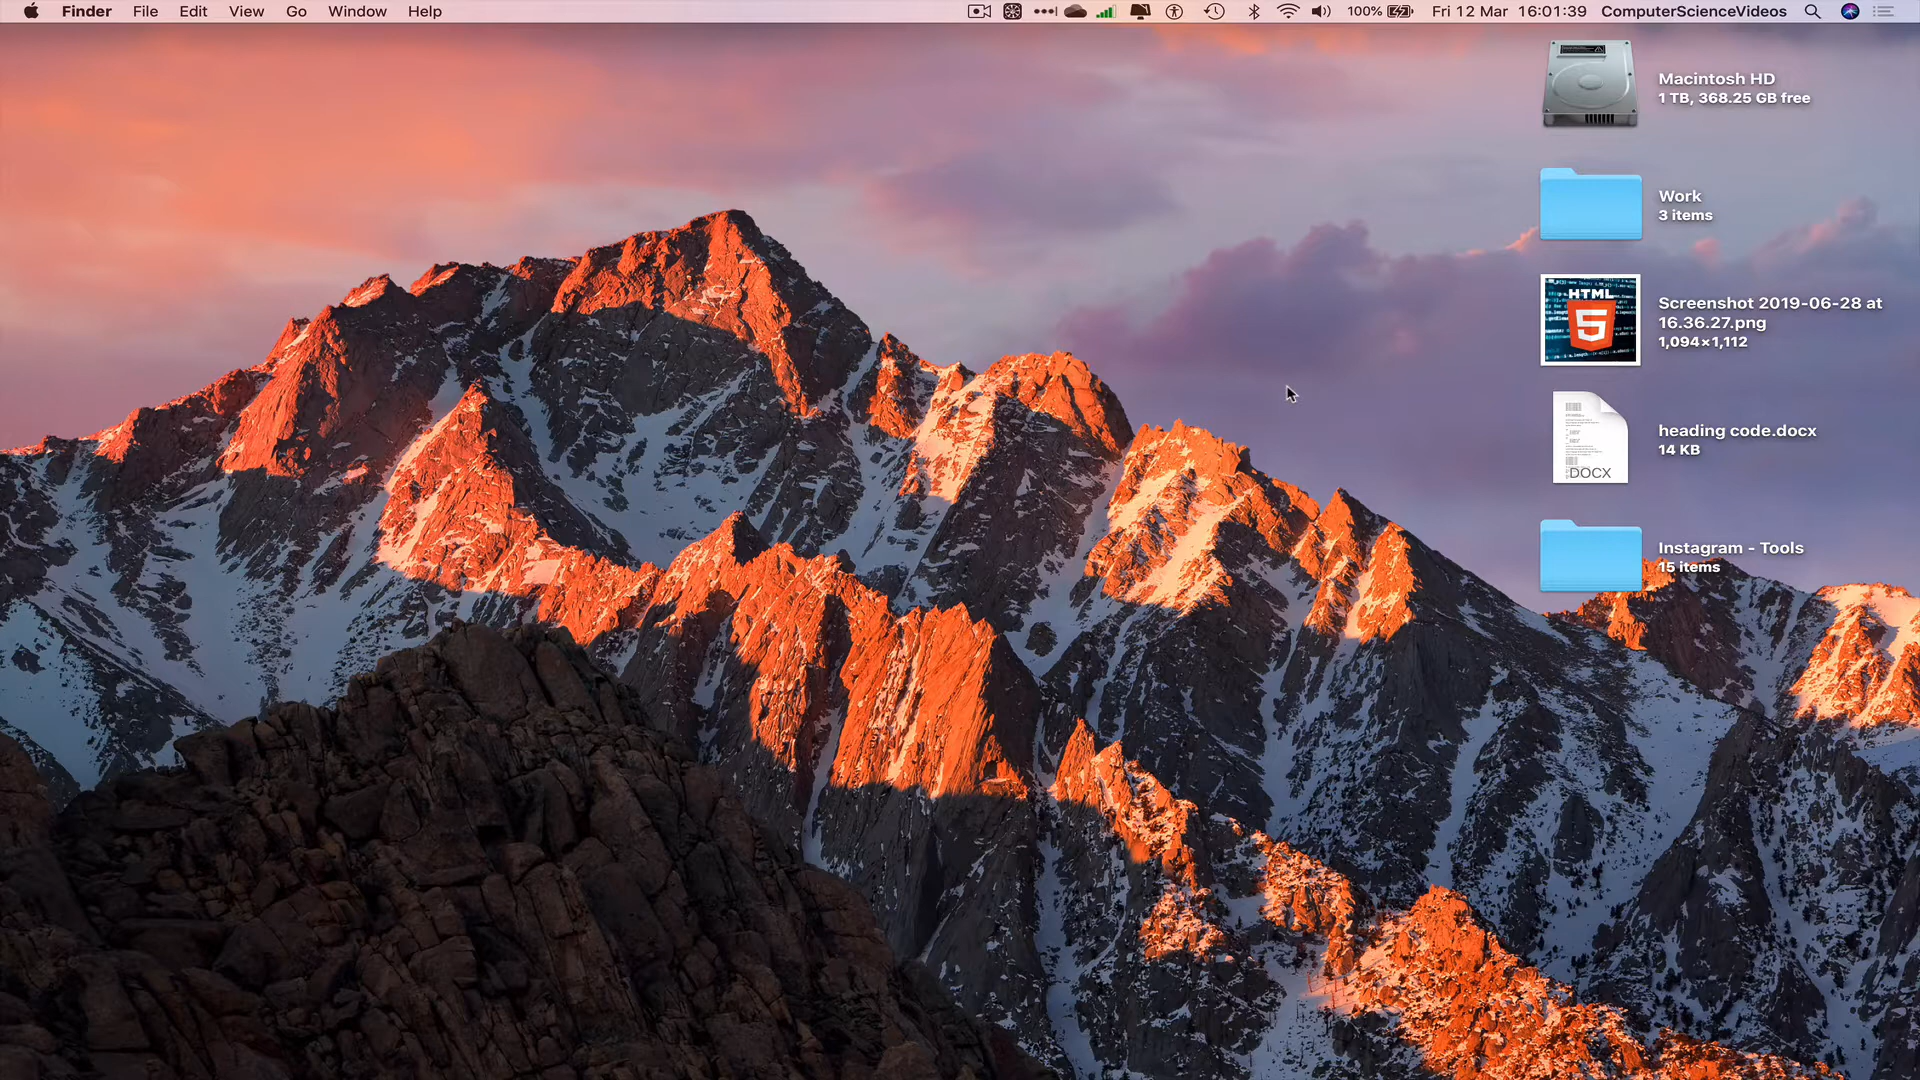 Finder File Edit View Go Window Help 100% Fri 12 Mar 16:01:39 ComputerScienceVideos
Macintosh HD
1 TB, 368.25 GB free
Work
3 items
HTML
5
Screenshot 2019-06-28 at
16.36.27.png
1,094×1,112
DOCX
heading code.docx
14 KB
Instagram - Tools
15 items